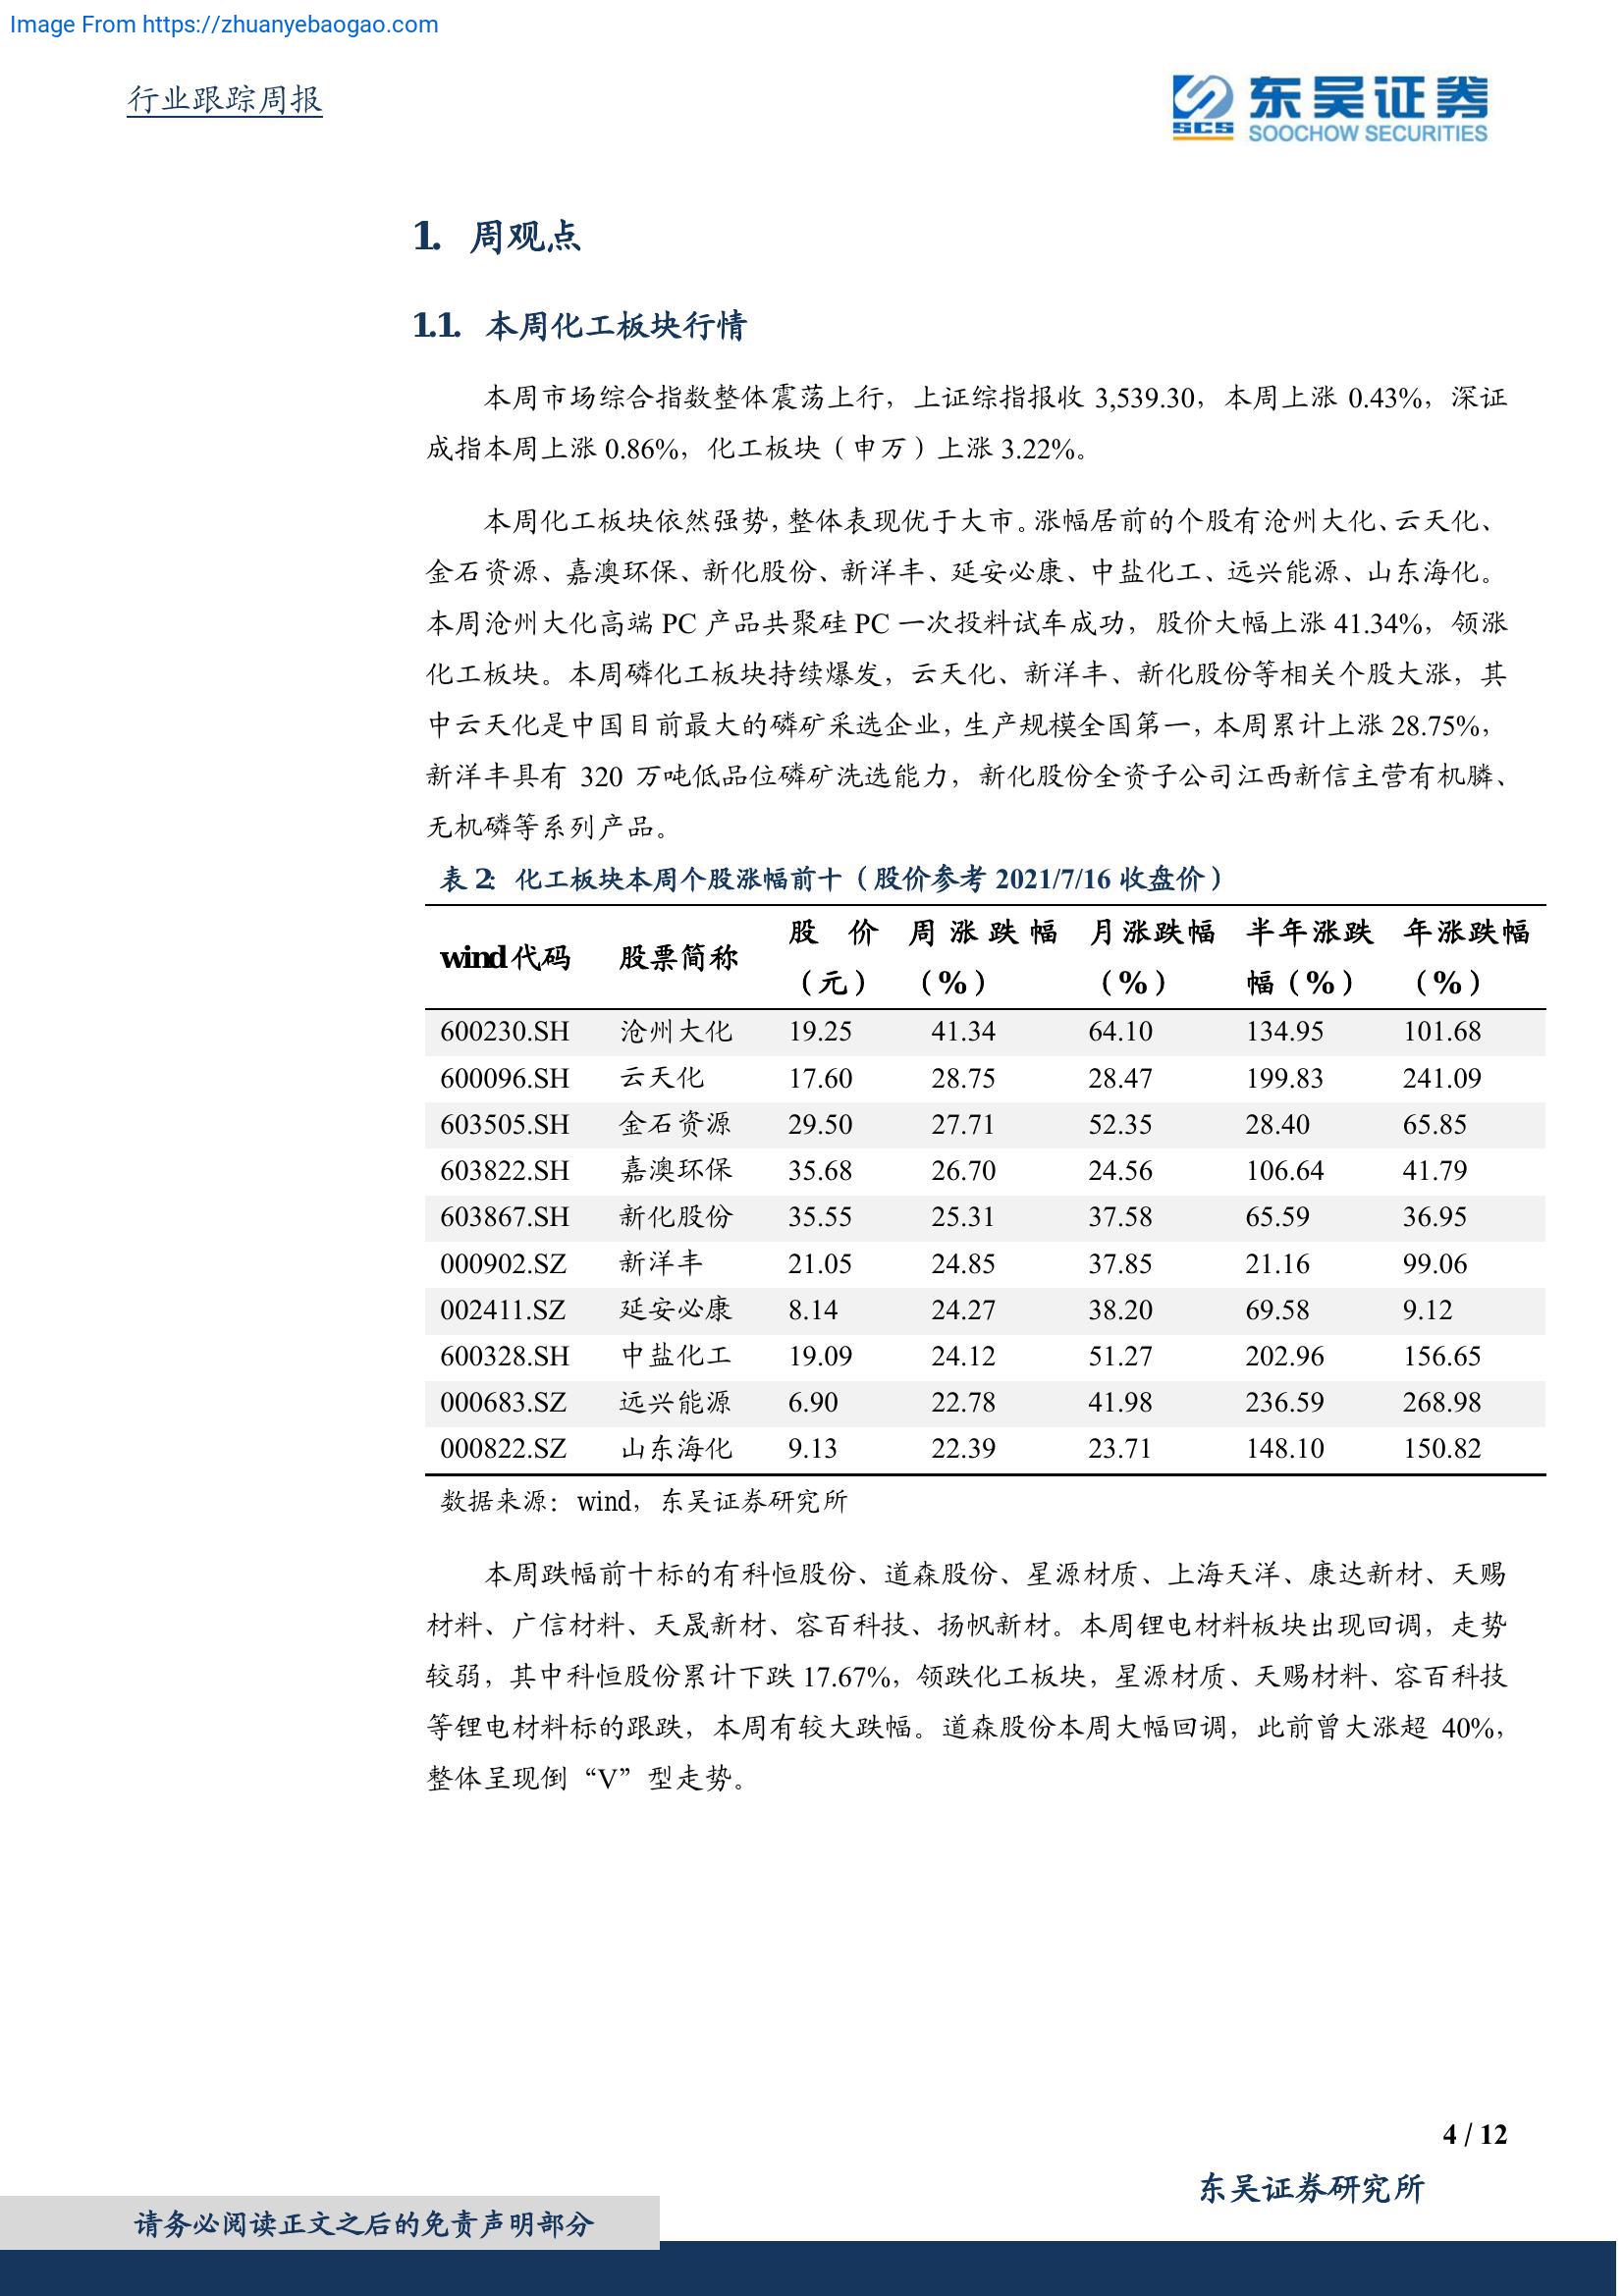 Image From https://zhuanyebaogao.com
行业跟踪周报
SCS 东吴证券
SOOCHOW SECURITIES
1. 周观点
1.1. 本周化工板块行情
本周市场综合指数整体震荡上行，上证综指报收 3,539.30，本周上涨 0.43%，深证
成指本周上涨 0.86%，化工板块（申万）上涨 3.22%。
本周化工板块依然强势，整体表现优于大市。涨幅居前的个股有沧州大化、云天化、
金石资源、嘉澳环保、新化股份、新洋丰、延安必康、中盐化工、远兴能源、山东海化。
本周沧州大化高端 PC 产品共聚硅 PC 一次投料试车成功，股价大幅上涨 41.34%，领涨
化工板块。本周磷化工板块持续爆发，云天化、新洋丰、新化股份等相关个股大涨，其
中云天化是中国目前最大的磷矿采选企业，生产规模全国第一，本周累计上涨 28.75%，
新洋丰具有 320 万吨低品位磷矿洗选能力，新化股份全资子公司江西新信主营有机膦、
无机磷等系列产品。
表 2：化工板块本周个股涨幅前十（股价参考 2021/7/16 收盘价）
wind 代码 股票简称 股价（元） 周涨跌幅（%） 月涨跌幅（%） 半年涨跌幅（%） 年涨跌幅（%）
600230.SH 沧州大化 19.25 41.34 64.10 134.95 101.68
600096.SH 云天化 17.60 28.75 28.47 199.83 241.09
603505.SH 金石资源 29.50 27.71 52.35 28.40 65.85
603822.SH 嘉澳环保 35.68 26.70 24.56 106.64 41.79
603867.SH 新化股份 35.55 25.31 37.58 65.59 36.95
000902.SZ 新洋丰 21.05 24.85 37.85 21.16 99.06
002411.SZ 延安必康 8.14 24.27 38.20 69.58 9.12
600328.SH 中盐化工 19.09 24.12 51.27 202.96 156.65
000683.SZ 远兴能源 6.90 22.78 41.98 236.59 268.98
000822.SZ 山东海化 9.13 22.39 23.71 148.10 150.82
数据来源：wind，东吴证券研究所
本周跌幅前十标的有科恒股份、道森股份、星源材质、上海天洋、康达新材、天赐
材料、广信材料、天晟新材、容百科技、扬帆新材。本周锂电材料板块出现回调，走势
较弱，其中科恒股份累计下跌 17.67%，领跌化工板块，星源材质、天赐材料、容百科技
等锂电材料标的跟跌，本周有较大跌幅。道森股份本周大幅回调，此前曾大涨超 40%，
整体呈现倒“V”型走势。
4 / 12
东吴证券研究所
请务必阅读正文之后的免责声明部分